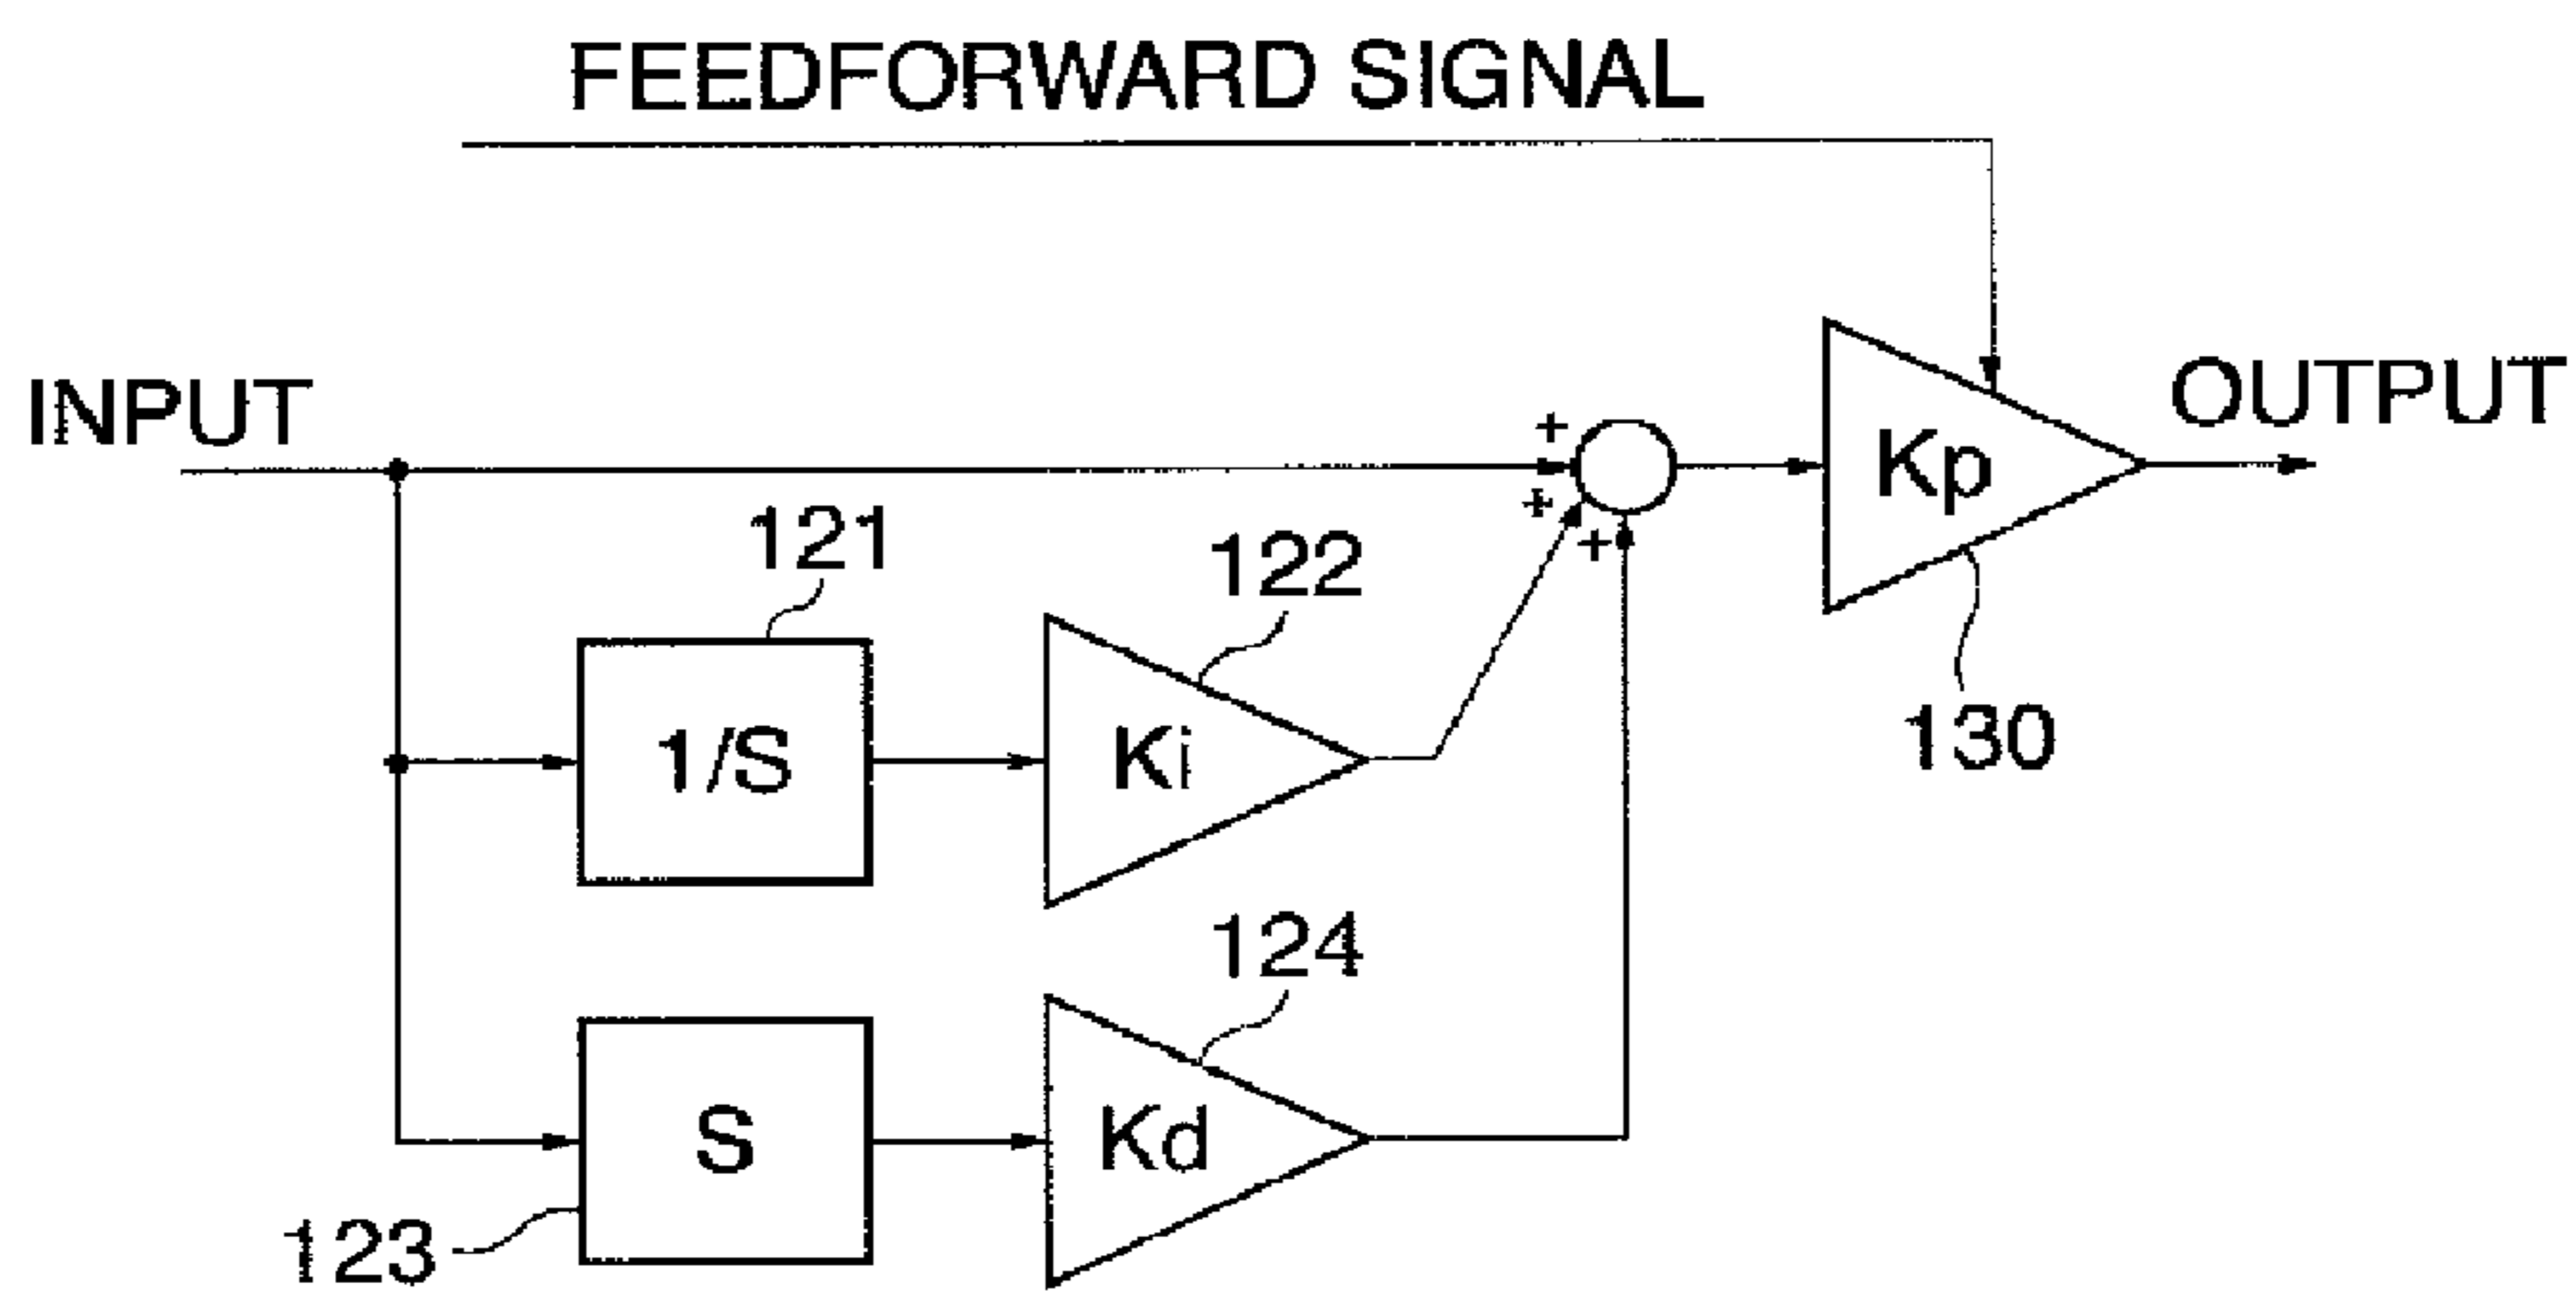 FEEDFORWARD SIGNAL
INPUT
OUTPUT
+
+
+
Kp
121
122
130
1/S
Ki
124
S
Kd
123